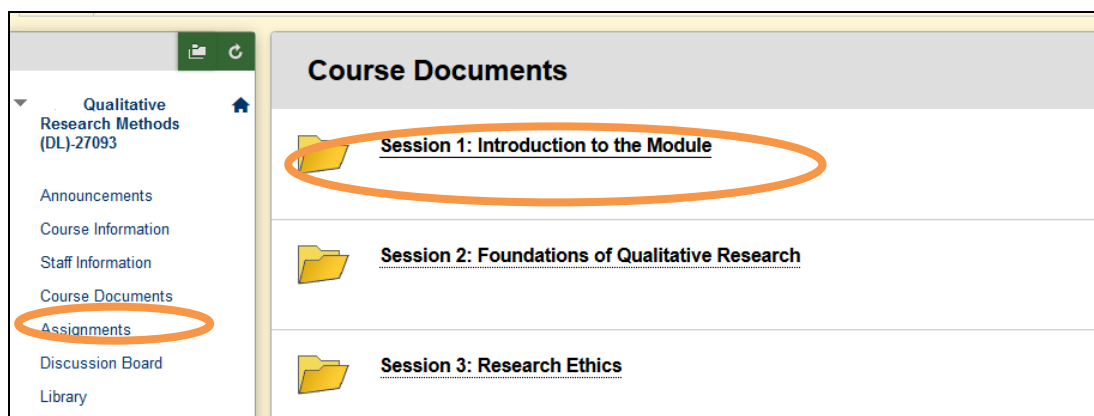 Qualitative
Research Methods
(DL)-27093
Announcements
Course Information
Staff Information
Course Documents
Assignments
Discussion Board
Library
Course Documents
Session 1: Introduction to the Module
Session 2: Foundations of Qualitative Research
Session 3: Research Ethics